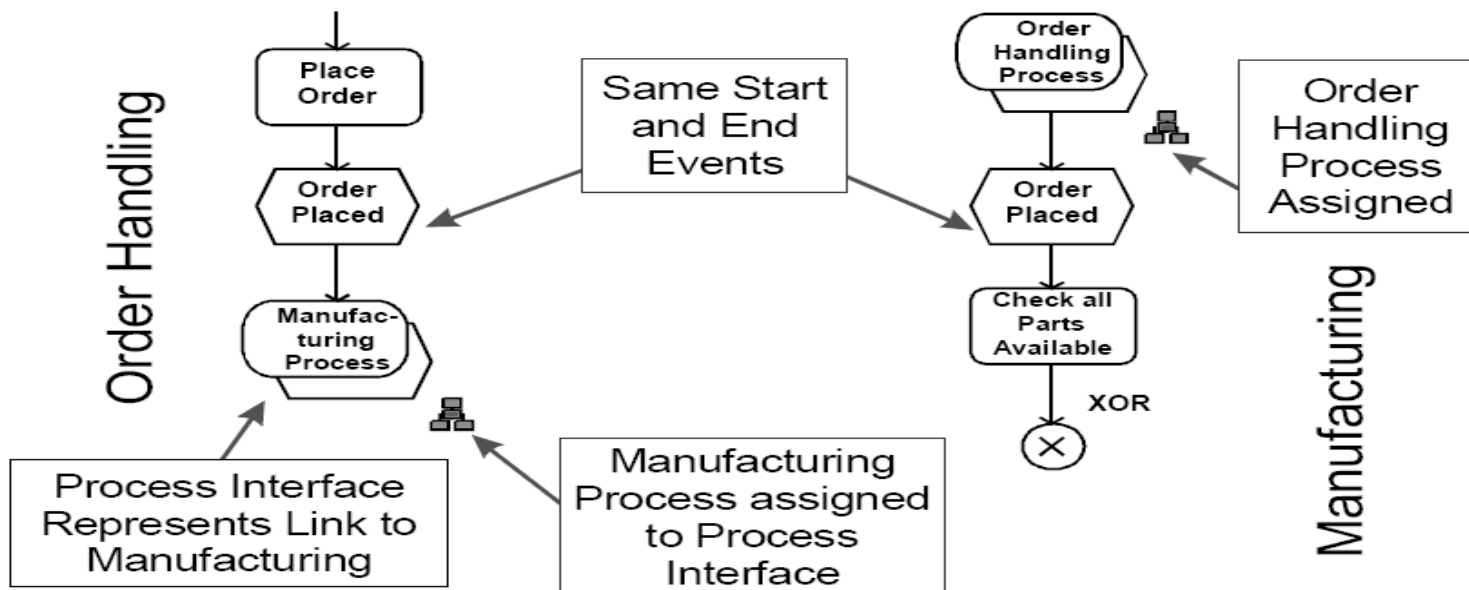 Order Handling
Place
Order
Order
Placed
Manufac-
turing
Process
Process Interface
Represents Link to
Manufacturing
Same Start
and End
Events
Manufacturing
Process assigned
to Process
Interface
Order
Handling
Process
Order
Placed
Check all
Parts
Available
XOR
Order
Handling
Process
Assigned
Manufacturing